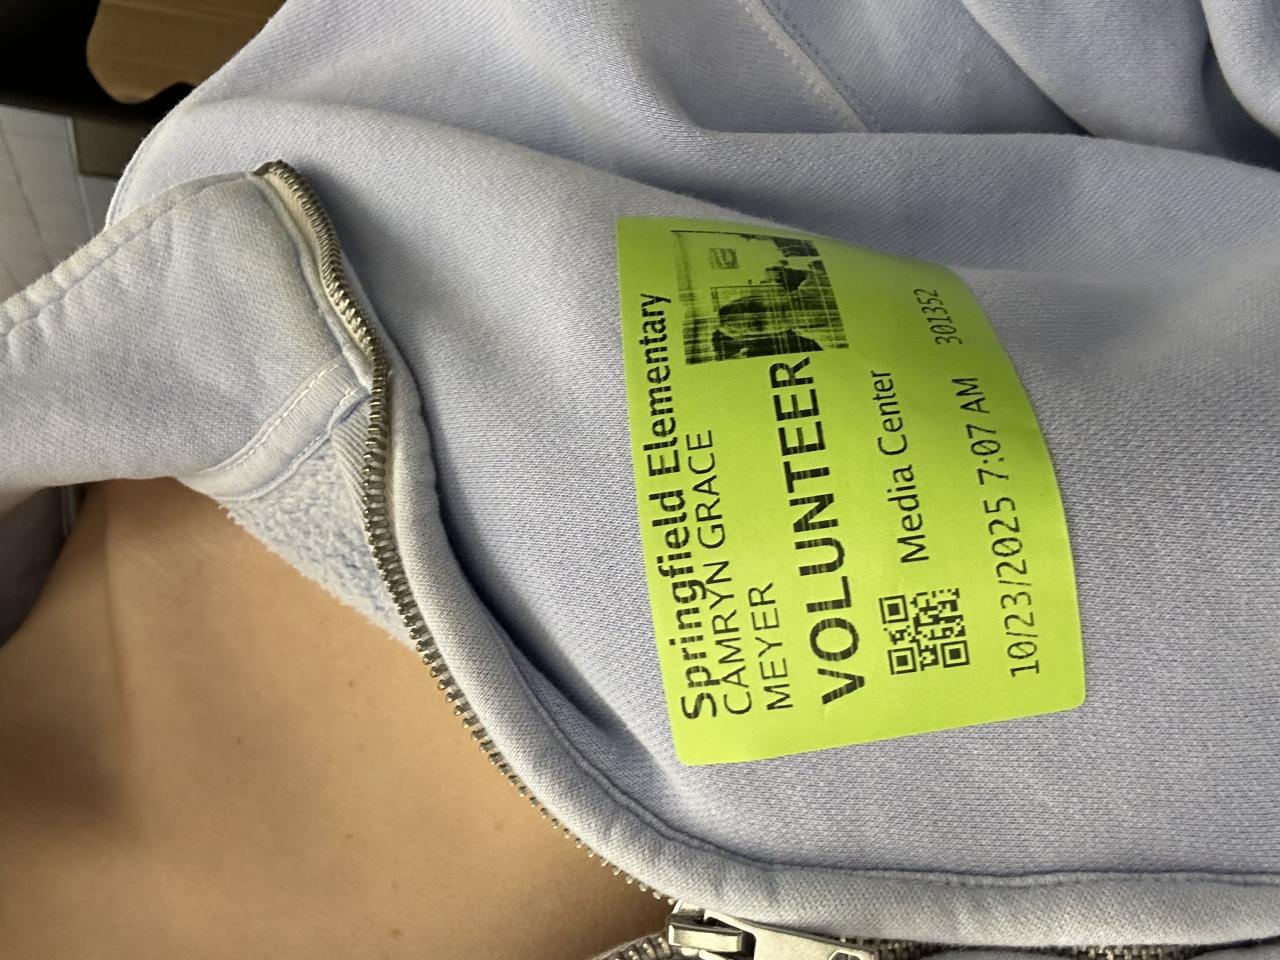 Springfield Elementary
CAMRYN GRACE
MEYER
VOLUNTEER
Media Center
10/23/2025 7:07 AM 301352